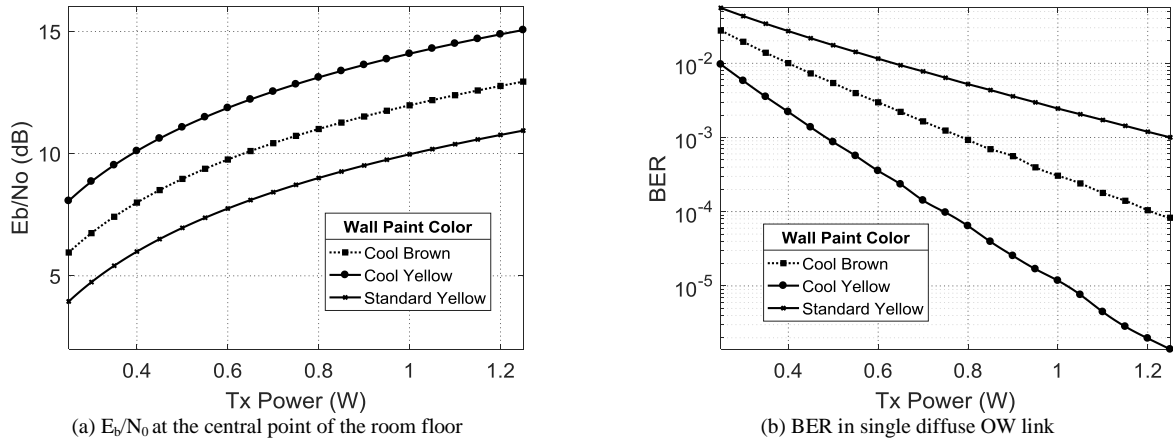 15
10
5
Eb/No (dB)
0.4 0.6 0.8 1 1.2
Tx Power (W)
Wall Paint Color
Cool Brown
Cool Yellow
Standard Yellow
(a) E_b/N_0 at the central point of the room floor
10^-2
10^-3
10^-4
10^-5
BER
0.4 0.6 0.8 1 1.2
Tx Power (W)
Wall Paint Color
Cool Brown
Cool Yellow
Standard Yellow
(b) BER in single diffuse OW link